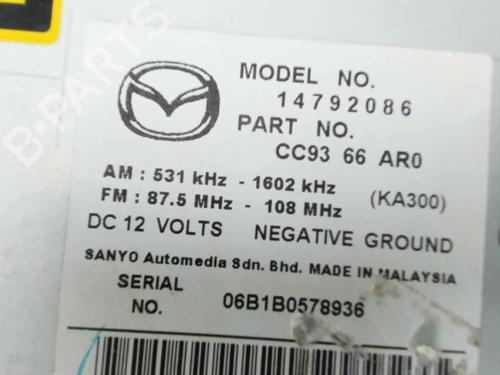 B-PARTS
MODEL NO.
14792086
PART NO.
CC93 66 AR0
AM : 531 kHz - 1602 kHz
FM : 87.5 MHz - 108 MHz
(KA300)
DC 12 VOLTS NEGATIVE GROUND
SANYO Automedia Sdn. Bhd. MADE IN MALAYSIA
SERIAL
NO.
06B1B0578936